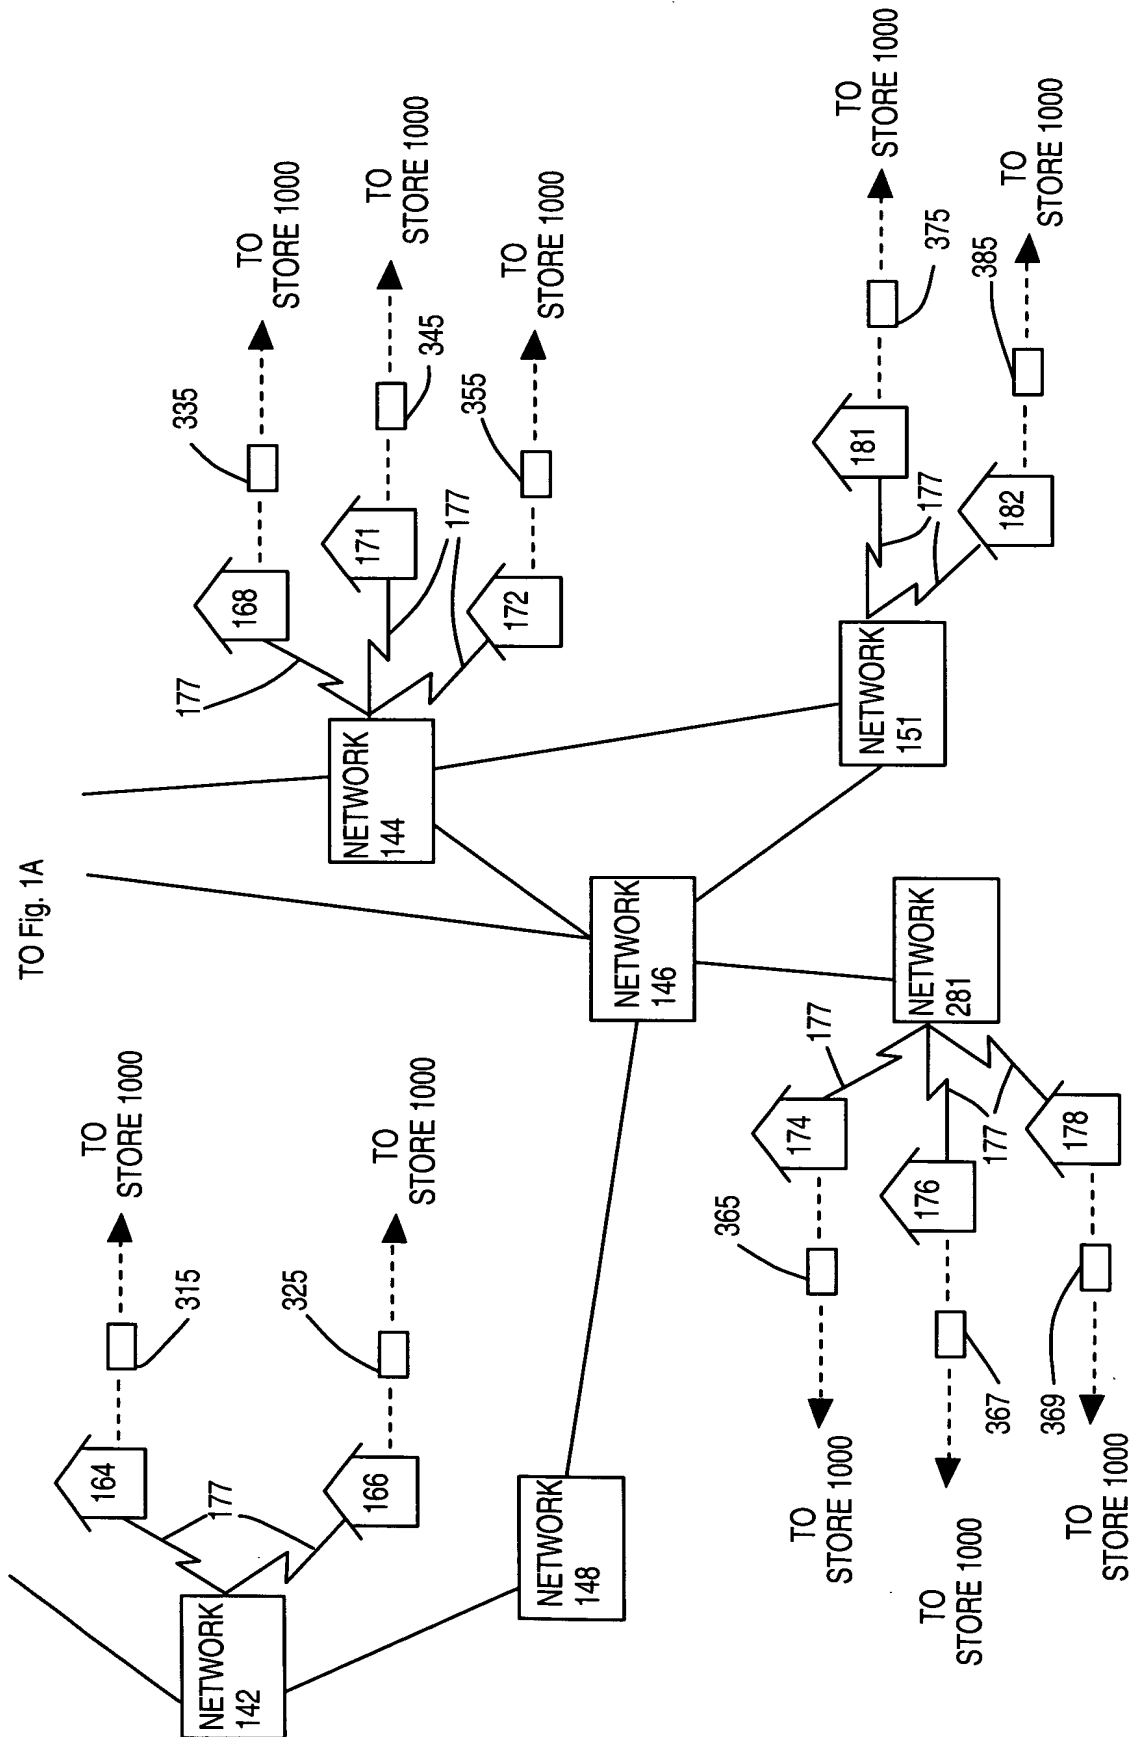 TO Fig. 1A
NETWORK
142
177
164
315
TO
STORE 1000
166
325
TO
STORE 1000
NETWORK
148
NETWORK
144
177
168
335
TO
STORE 1000
171
345
TO
STORE 1000
177
172
355
TO
STORE 1000
NETWORK
146
NETWORK
151
181
375
TO
STORE 1000
177
182
385
TO
STORE 1000
NETWORK
281
177
174
365
TO
STORE 1000
176
367
TO
STORE 1000
177
178
369
TO
STORE 1000